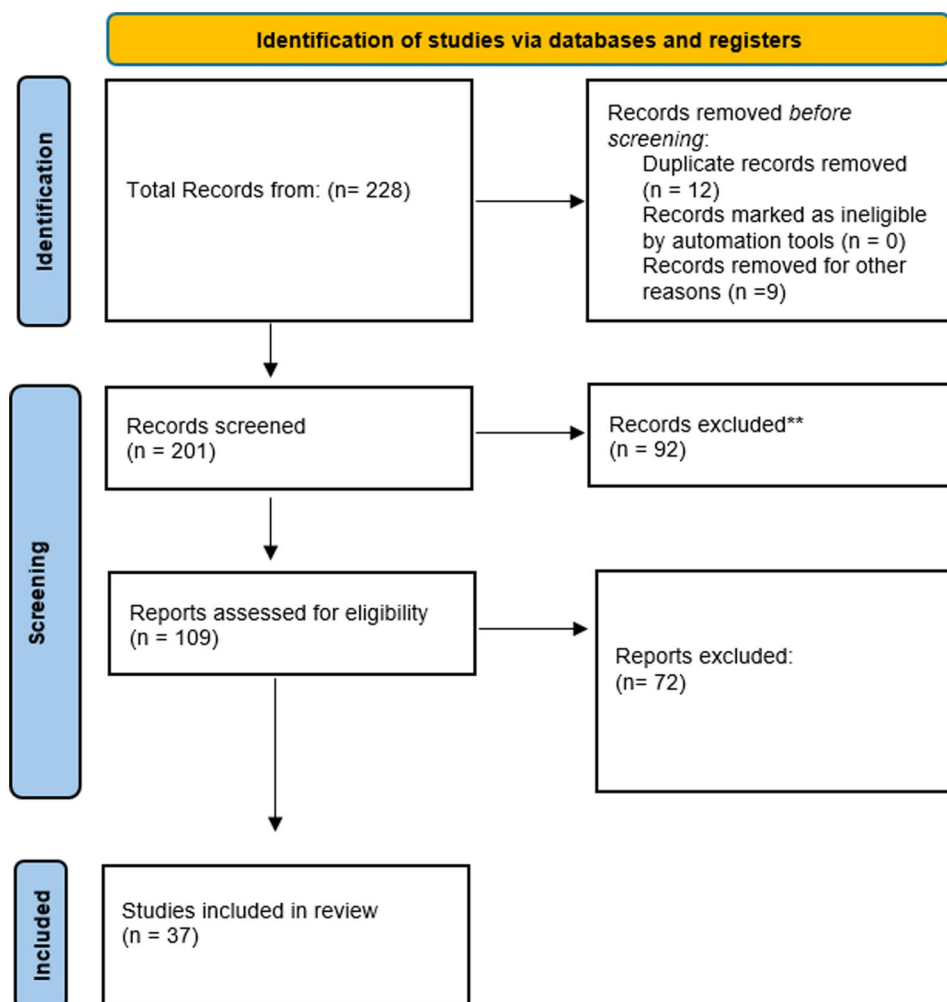 Identification of studies via databases and registers
Identification
Total Records from: (n= 228)
Records removed before
screening:
Duplicate records removed
(n = 12)
Records marked as ineligible
by automation tools (n = 0)
Records removed for other
reasons (n =9)
Screening
Records screened
(n = 201)
Records excluded**
(n = 92)
Reports assessed for eligibility
(n = 109)
Reports excluded:
(n= 72)
Included
Studies included in review
(n = 37)